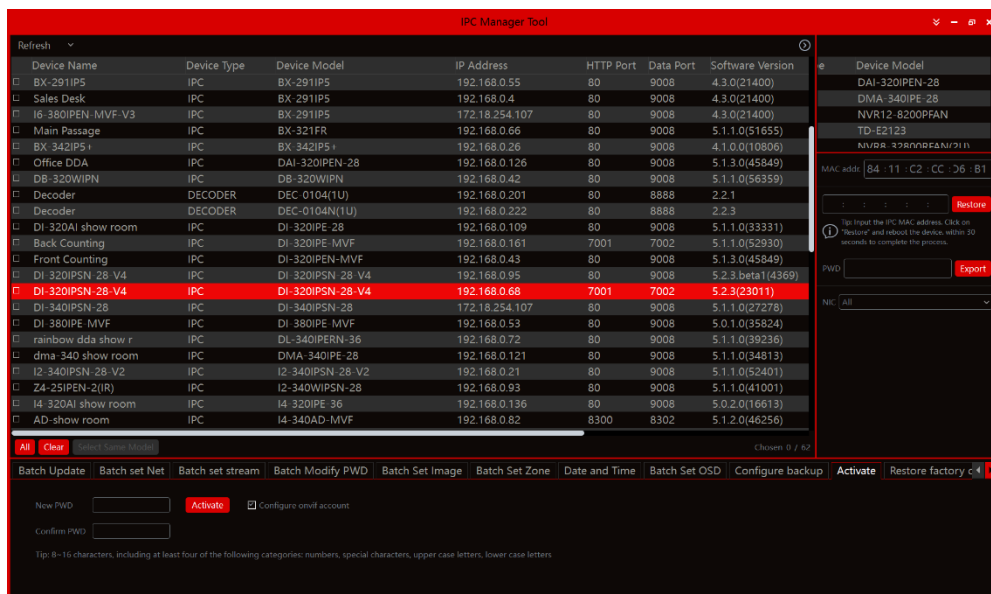 IPC Manager Tool
Refresh
Device Name Device Type Device Model IP Address HTTP Port Data Port Software Version
BX-291IP5 IPC BX-291IP5 192.168.0.55 80 9008 4.3.0(21400)
Sales Desk IPC BX-291IP5 192.168.0.4 80 9008 4.3.0(21400)
I6-380IPEN-MVF-V3 IPC BX-291IP5 172.18.254.107 80 9008 4.3.0(21400)
Main Passage IPC BX-321FR 192.168.0.66 80 9008 5.1.1.0(51655)
BX-342IP5+ IPC BX-342IP5+ 192.168.0.26 80 9008 4.1.0.0(10806)
Office DDA IPC DAI-320IPEN-28 192.168.0.126 80 9008 5.1.3.0(45849)
DB-320WIPN IPC DB-320WIPN 192.168.0.42 80 9008 5.1.1.0(56359)
Decoder DECODER DEC-0104(1U) 192.168.0.201 80 8888 2.2.1
Decoder DECODER DEC-0104N(1U) 192.168.0.222 80 8888 2.2.3
DI-320AI show room IPC DI-320IPE-28 192.168.0.109 80 9008 5.1.1.0(33331)
Back Counting IPC DI-320IPE-MVF 192.168.0.161 7001 7002 5.1.1.0(52930)
Front Counting IPC DI-320IPEN-MVF 192.168.0.43 80 9008 5.1.3.0(45849)
DI-320IPSN-28-V4 IPC DI-320IPSN-28-V4 192.168.0.95 80 9008 5.2.3.beta1(4369)
DI-320IPSN-28-V4 IPC DI-320IPSN-28-V4 192.168.0.68 7001 7002 5.2.3(23011)
DI-340IPSN-28 IPC DI-340IPSN-28 172.18.254.107 80 9008 5.1.1.0(27278)
DI-380IPE-MVF IPC DI-380IPE-MVF 192.168.0.53 80 9008 5.0.1.0(35824)
rainbow dda show r IPC DL-340IPERN-36 192.168.0.72 80 9008 5.1.1.0(39236)
dma-340 show room IPC DMA-340IPE-28 192.168.0.121 80 9008 5.1.1.0(34813)
I2-340IPSN-28-V2 IPC I2-340IPSN-28-V2 192.168.0.21 80 9008 5.1.1.0(52401)
Z4-25IPEN-2(IR) IPC I2-340WIPSN-28 192.168.0.93 80 9008 5.1.1.0(41001)
I4-320AI show room IPC I4-320IPE-36 192.168.0.136 80 9008 5.0.2.0(16613)
AD-show room IPC I4-340AD-MVF 192.168.0.82 8300 8302 5.1.2.0(46256)
All Clear Select Same Model Chosen 0 / 62
e Device Model
DAI-320IPEN-28
DMA-340IPE-28
NVR12-8200PFAN
TD-E2123
NVR8-32800RFAN(2U)
MAC addr. 84 : 11 : C2 : CC : D6 : B1
: : : : : Restore
Tip: Input the IPC MAC address. Click on
"Restore" and reboot the device, within 50
seconds to complete the process.
PWD Export
NIC All
Batch Update Batch set Net Batch set stream Batch Modify PWD Batch Set Image Batch Set Zone Date and Time Batch Set OSD Configure backup Activate Restore factory
New PWD Activate Configure onvif account
Confirm PWD
Tip: 8~16 characters, including at least four of the following categories: numbers, special characters, upper case letters, lower case letters